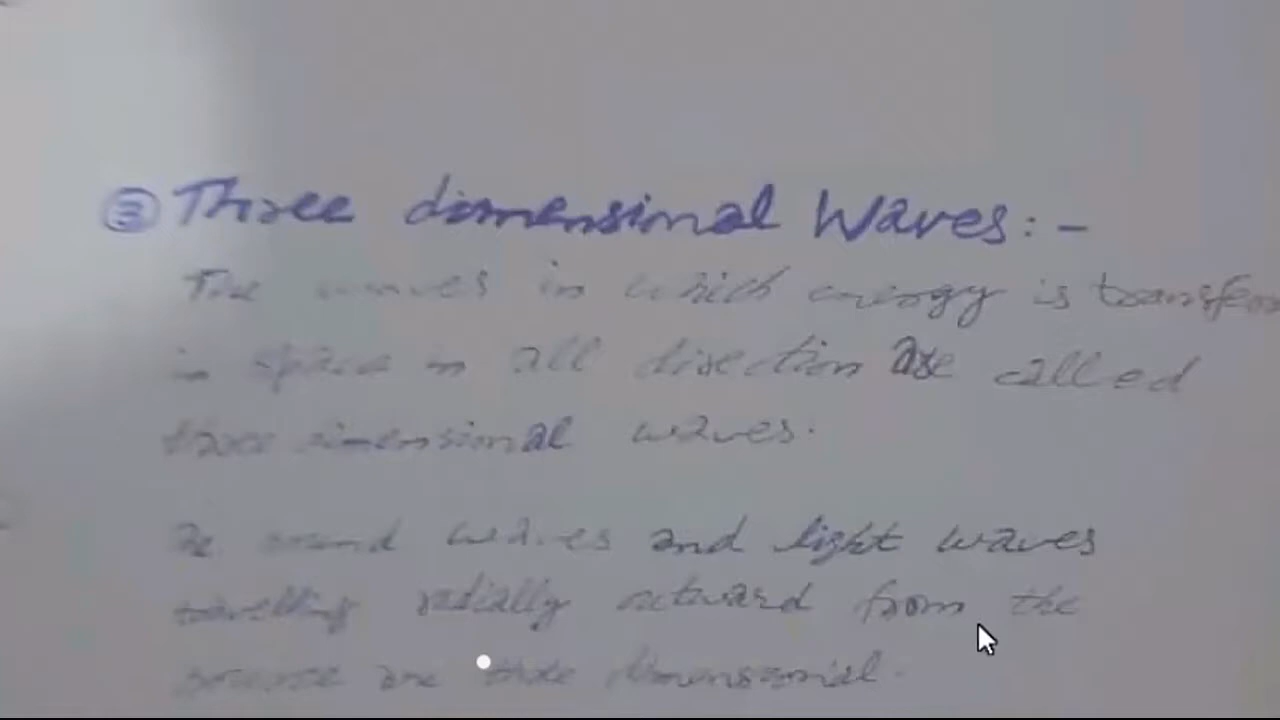 ③ Three dimensional Waves:-
The waves in which energy is transfer
in space in all direction are called
three dimensional waves.
The sound waves and light waves
travelling radially outward from the
source are three dimensional.